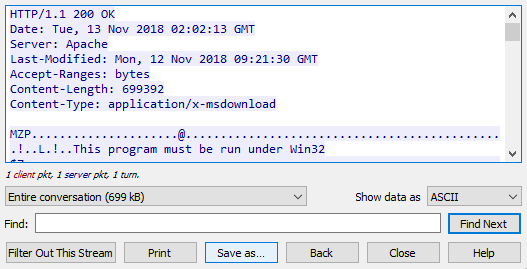 HTTP/1.1 200 OK
Date: Tue, 13 Nov 2018 02:02:13 GMT
Server: Apache
Last-Modified: Mon, 12 Nov 2018 09:21:30 GMT
Accept-Ranges: bytes
Content-Length: 699392
Content-Type: application/x-msdownload
MZP....................@...............................................
.!..L.!..This program must be run under Win32
1 client pkt, 1 server pkt, 1 turn.
Entire conversation (699 kB) Show data as ASCII
Find: Find Next
Filter Out This Stream Print Save as... Back Close Help